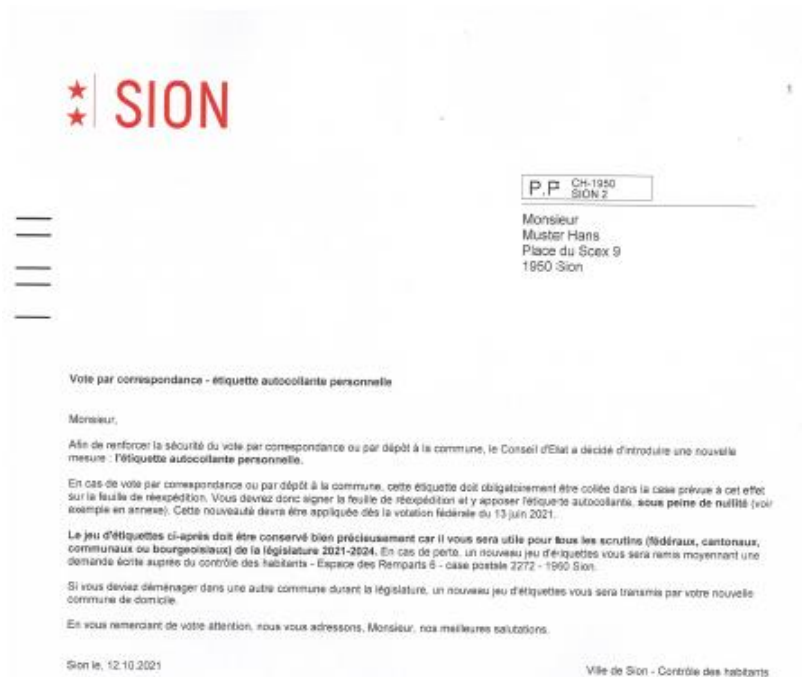 SION
P.P CH-1950
SION 2
Monsieur
Muster Hans
Place du Scex 9
1950 Sion
Vote par correspondance - étiquette autocollante personnelle
Monsieur,
Afin de renforcer la sécurité du vote par correspondance ou par dépôt à la commune, le Conseil d'Etat a décidé d'introduire une nouvelle
mesure : l'étiquette autocollante personnelle.
En cas de vote par correspondance ou par dépôt à la commune, cette étiquette doit obligatoirement être collée dans la case prévue à cet effet
sur la feuille de réexpédition. Vous devrez donc signer la feuille de réexpédition et y apposer l'étiquette autocollante, sous peine de nullité (voir
exemple en annexe). Cette nouveauté devra être appliquée dès la votation fédérale du 13 juin 2021.
Le jeu d'étiquettes ci-après doit être conservé bien précieusement car il vous sera utile pour tous les scrutins (fédéraux, cantonaux,
communaux ou bourgeoisiaux) de la législature 2021-2024. En cas de perte, un nouveau jeu d'étiquettes vous sera remis moyennant une
demande écrite auprès du contrôle des habitants - Espace des Remparts 6 - case postale 2272 - 1950 Sion.
Si vous deviez déménager dans une autre commune durant la législature, un nouveau jeu d'étiquettes vous sera transmis par votre nouvelle
commune de domicile.
En vous remerciant de votre attention, nous vous adressons, Monsieur, nos meilleures salutations.
Sion le, 12.10.2021
Ville de Sion - Contrôle des habitants